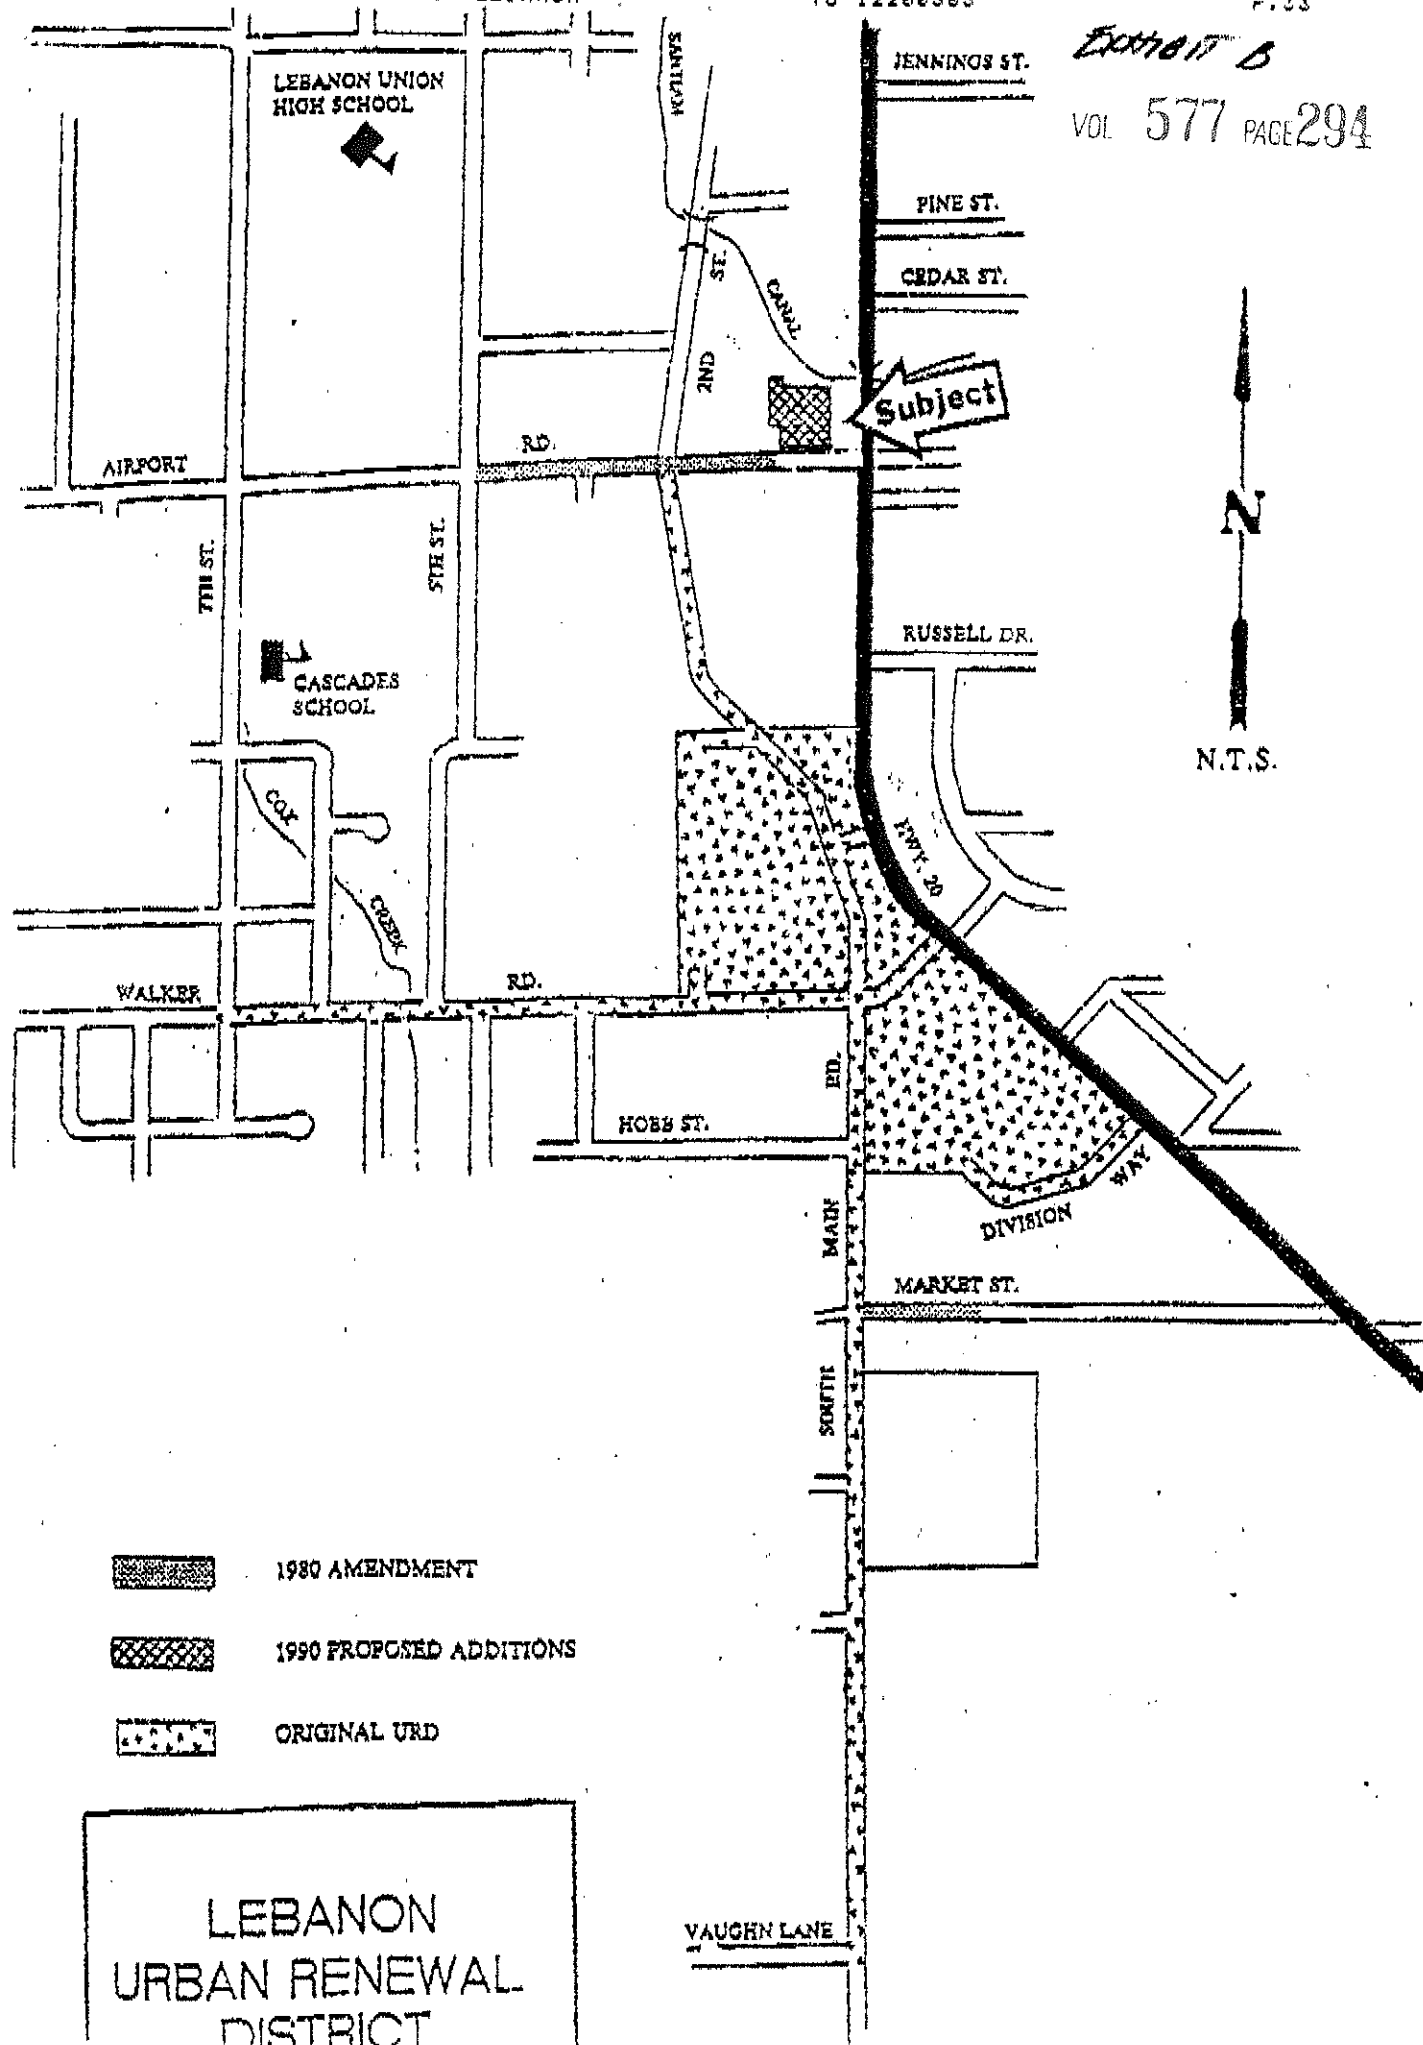 P.33
Exhibit B
VOL 577 PAGE 294
JENNINGS ST.
LEBANON UNION
HIGH SCHOOL
SANTIAM
PINE ST.
CEDAR ST.
ST.
CANAL
2ND
Subject
RD.
AIRPORT
N
7TH ST.
5TH ST.
RUSSELL DR.
CASCADES
SCHOOL
N.T.S.
COX
HWY. 20
CREEK
WALKER
RD.
RD.
HOBB ST.
WAY
DIVISION
MAIN
MARKET ST.
SOUTH
1980 AMENDMENT
1990 PROPOSED ADDITIONS
ORIGINAL URD
VAUGHN LANE
LEBANON
URBAN RENEWAL
DISTRICT